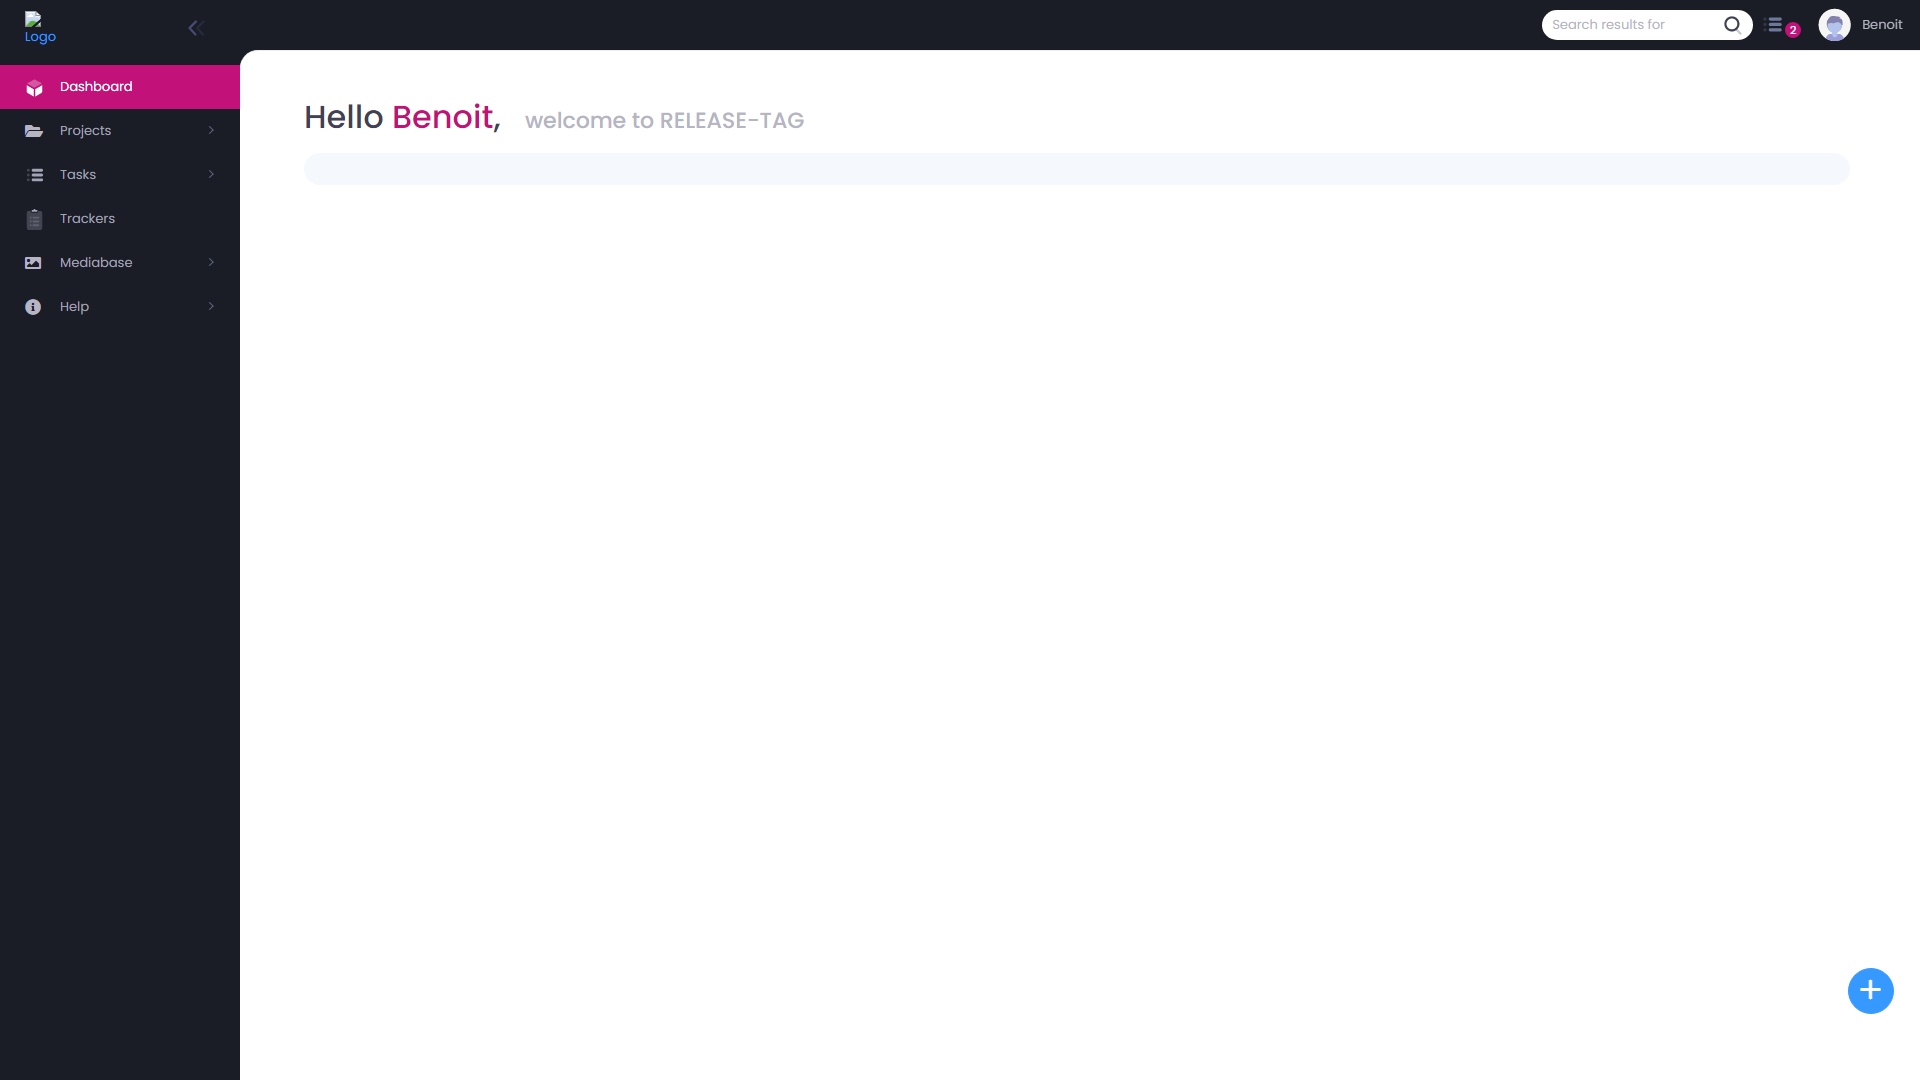 Logo
Search results for
2
Benoit
Dashboard
Projects
Tasks
Trackers
Mediabase
Help
Hello Benoit, welcome to RELEASE-TAG